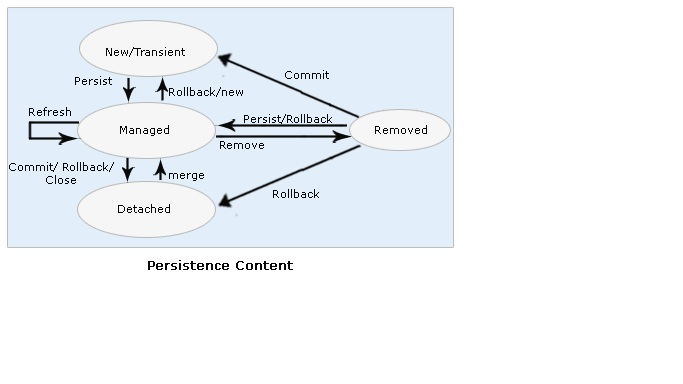 New/Transient
Commit
Persist
Rollback/new
Refresh
Persist/Rollback
Managed
Removed
Remove
Commit/ Rollback/
Close
merge
Rollback
Detached
Persistence Content